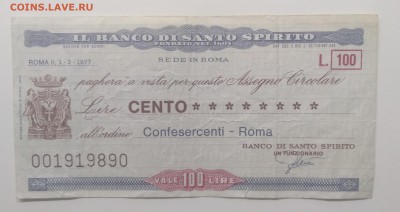 COINS.LAVE.RU
IL BANCO DI SANTO SPIRITO
FONDATO NEL 1605
SEDE IN ROMA
ROMA lì, 1-3-1977
L. 100
pagherà a vista per questo Assegno Circolare
Lire CENTO ********
all'ordine Confesercenti - Roma
001919890
BANCO DI SANTO SPIRITO
UN FUNZIONARIO
VALE 100 LIRE